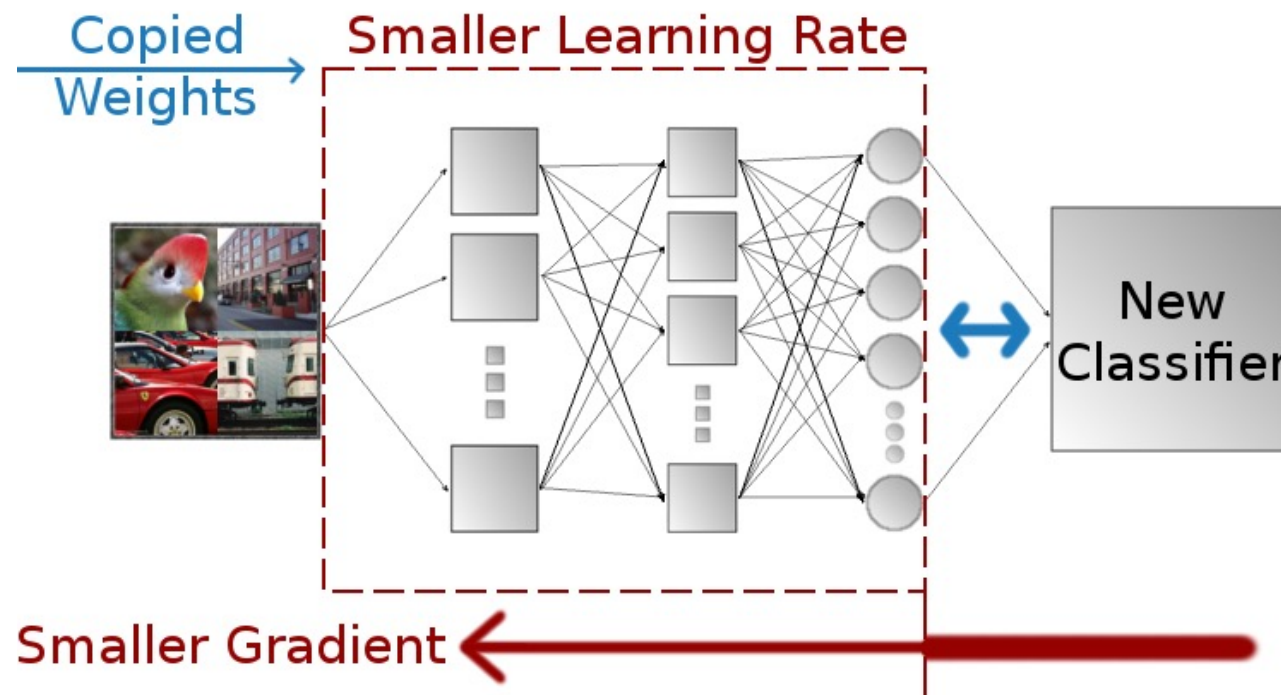 Copied
Weights
Smaller Learning Rate
New
Classifier
Smaller Gradient